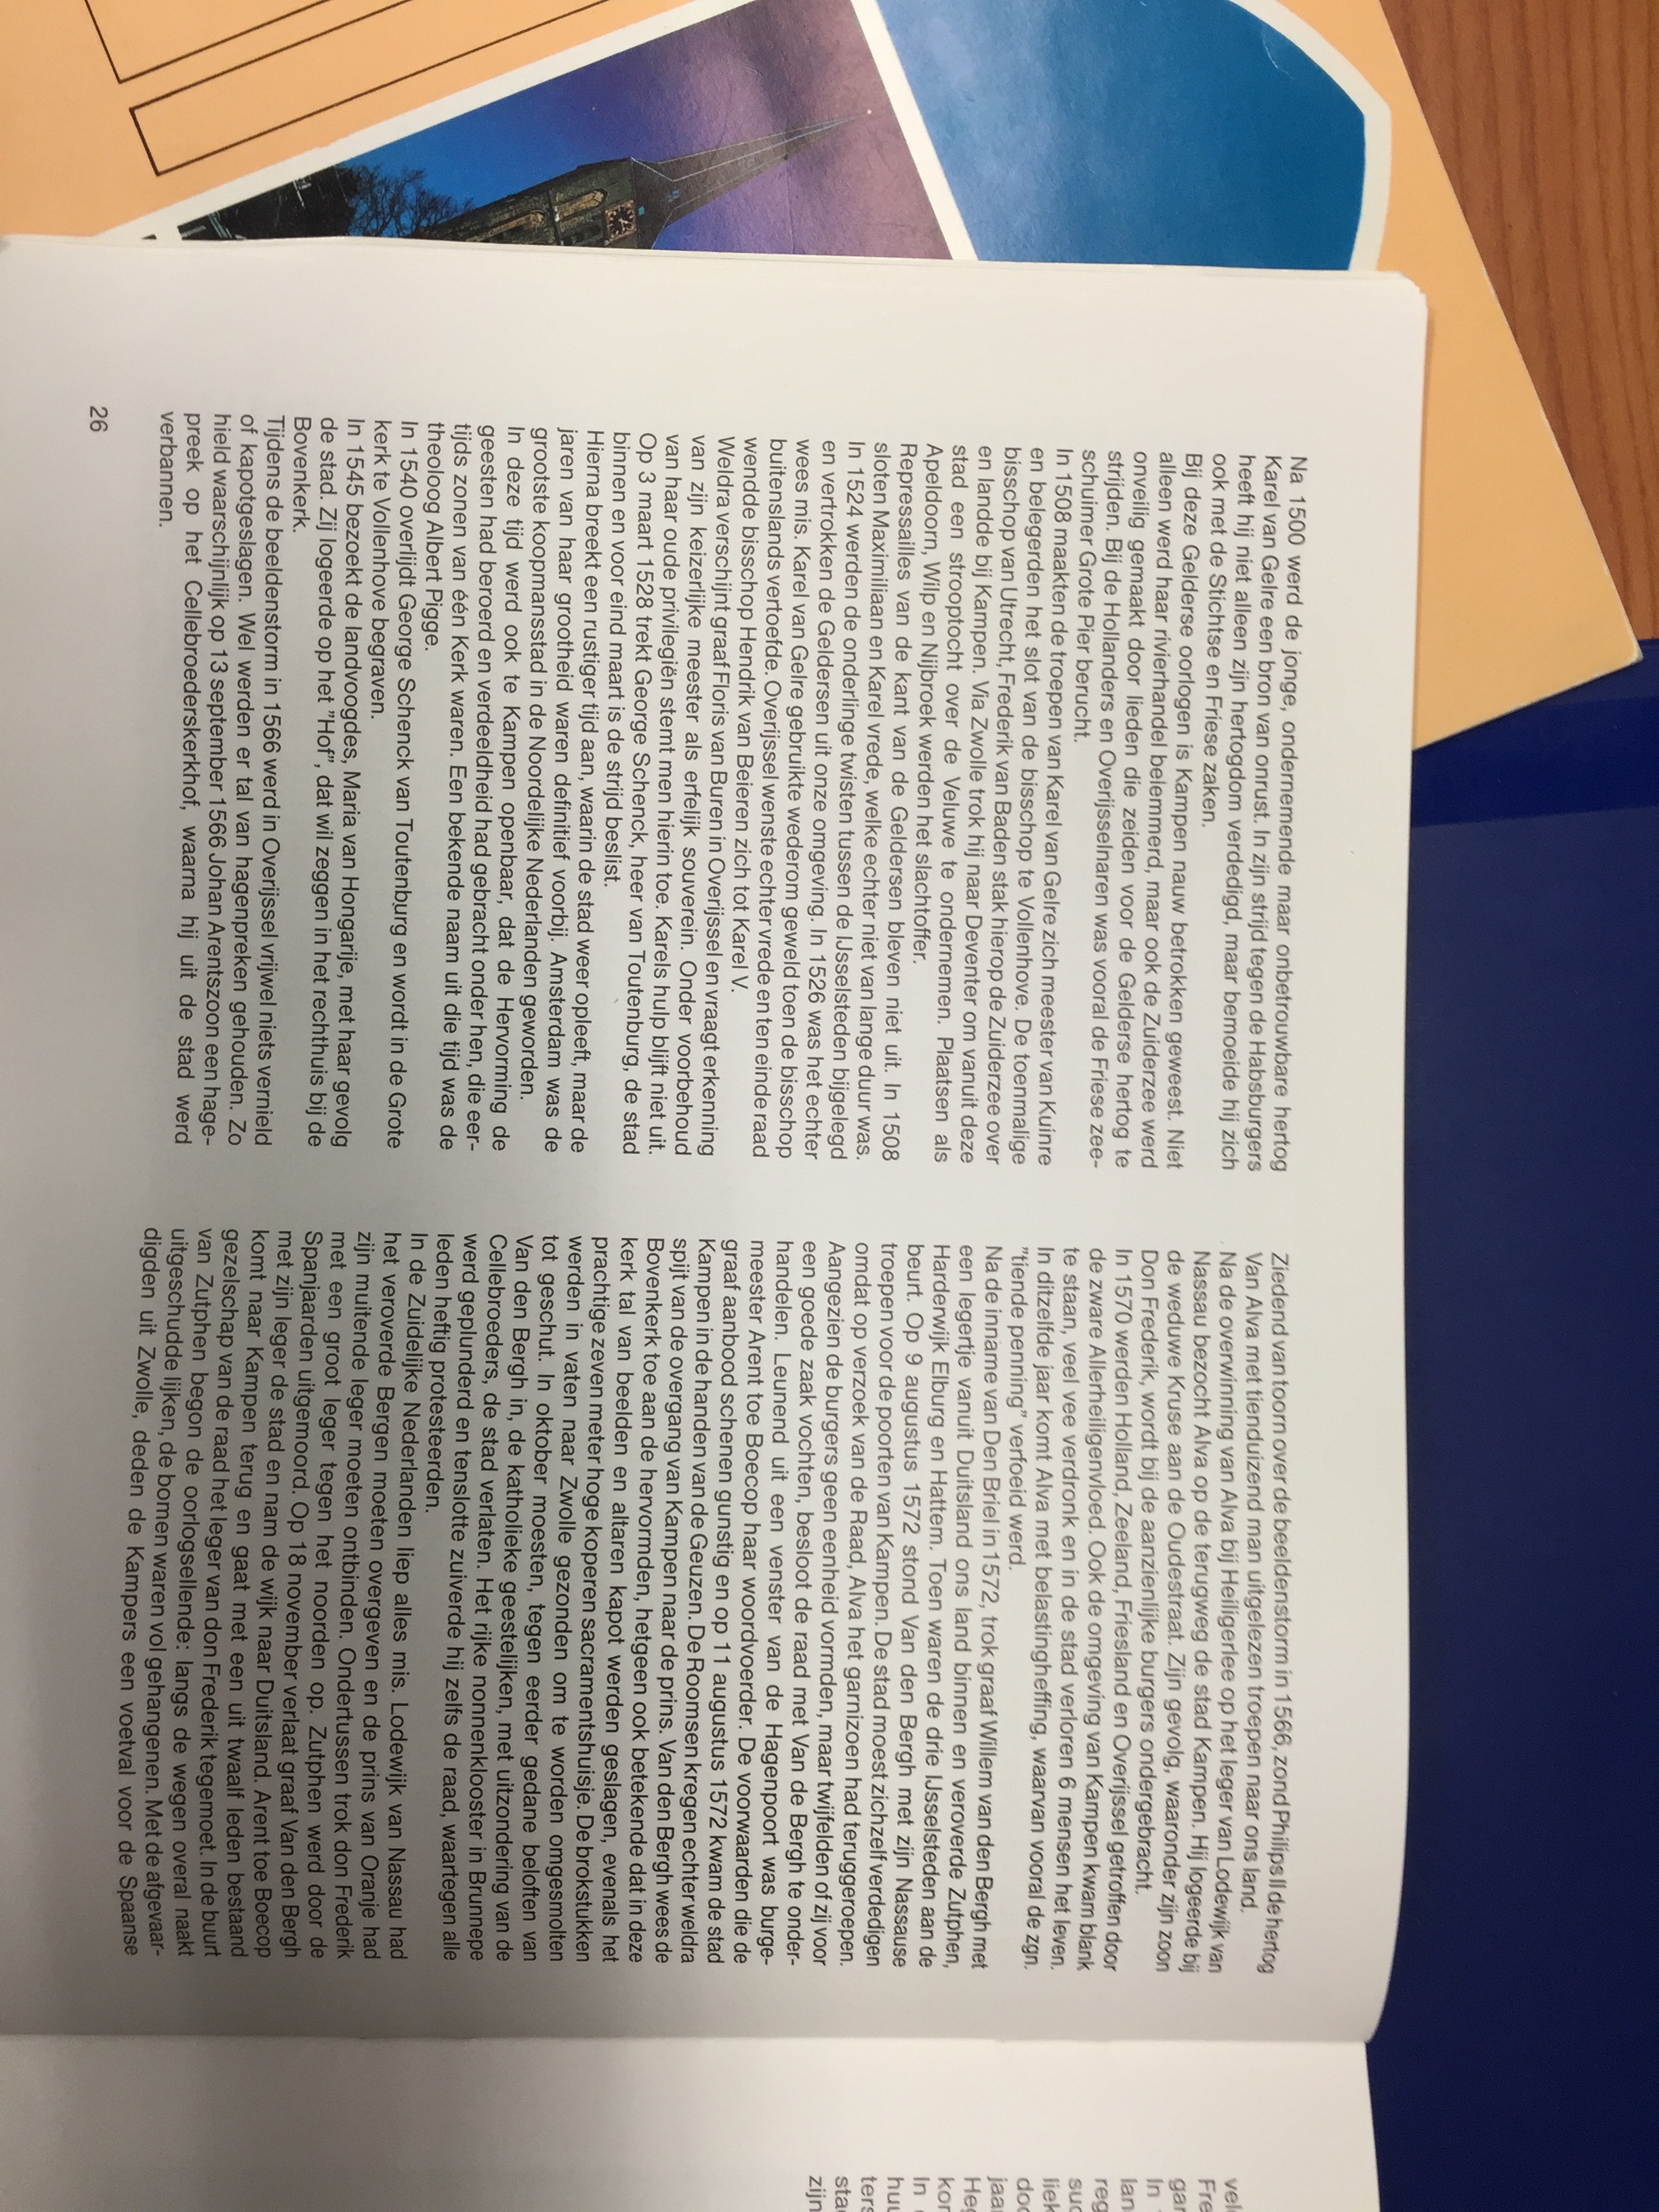 Na 1500 werd de jonge, ondernemende maar onbetrouwbare hertog
Karel van Gelre een bron van onrust. In zijn strijd tegen de Habsburgers
heeft hij niet alleen zijn hertogdom verdedigd, maar bemoeide hij zich
ook met de Stichtse en Friese zaken.
Bij deze Gelderse oorlogen is Kampen nauw betrokken geweest. Niet
alleen werd haar rivierhandel belemmerd, maar ook de Zuiderzee werd
onveilig gemaakt door lieden die zeiden voor de Gelderse hertog te
strijden. Bij de Hollanders en Overijsselnaren was vooral de Friese zee-
schuimer Grote Pier berucht.
In 1508 maakten de troepen van Karel van Gelre zich meester van Kuinre
en belegerden het slot van de bisschop te Vollenhove. De toenmalige
bisschop van Utrecht, Frederik van Baden stak hierop de Zuiderzee over
en landde bij Kampen. Via Zwolle trok hij naar Deventer om vanuit deze
stad een strooptocht over de Veluwe te ondernemen. Plaatsen als
Apeldoorn, Wilp en Nijbroek werden het slachtoffer.
Repressailles van de kant van de Geldersen bleven niet uit. In 1508
sloten Maximiliaan en Karel vrede, welke echter niet van lange duur was.
In 1524 werden de onderlinge twisten tussen de IJsselsteden bijgelegd
en vertrokken de Geldersen uit onze omgeving. In 1526 was het echter
wees mis. Karel van Gelre gebruikte wederom geweld toen de bisschop
buitenslands vertoefde. Overijssel wenste echter vrede en ten einde raad
wendde bisschop Hendrik van Beieren zich tot Karel V.
Weldra verschijnt graaf Floris van Buren in Overijssel en vraagt erkenning
van zijn keizerlijke meester als erfelijk souverein. Onder voorbehoud
van haar oude privilegiën stemt men hierin toe. Karels hulp blijft niet uit.
Op 3 maart 1528 trekt George Schenck, heer van Toutenburg, de stad
binnen en voor eind maart is de strijd beslist.
Hierna breekt een rustiger tijd aan, waarin de stad weer opleeft, maar de
jaren van haar grootheid waren definitief voorbij. Amsterdam was de
grootste koopmansstad in de Noordelijke Nederlanden geworden.
In deze tijd werd ook te Kampen openbaar, dat de Hervorming de
geesten had beroerd en verdeeldheid had gebracht onder hen, die eer-
tijds zonen van één Kerk waren. Een bekende naam uit die tijd was de
theoloog Albert Pigge.
In 1540 overlijdt George Schenck van Toutenburg en wordt in de Grote
kerk te Vollenhove begraven.
In 1545 bezoekt de landvoogdes, Maria van Hongarije, met haar gevolg
de stad. Zij logeerde op het "Hof", dat wil zeggen in het rechthuis bij de
Bovenkerk.
Tijdens de beeldenstorm in 1566 werd in Overijssel vrijwel niets vernield
of kapotgeslagen. Wel werden er tal van hagenpreken gehouden. Zo
hield waarschijnlijk op 13 september 1566 Johan Arentszoon een hage-
preek op het Cellebroederskerkhof, waarna hij uit de stad werd
verbannen.
26
Ziedend van toorn over de beeldenstorm in 1566, zond Philips II de hertog
Van Alva met tienduizend man uitgelezen troepen naar ons land.
Na de overwinning van Alva bij Heiligerlee op het leger van Lodewijk van
Nassau bezocht Alva op de terugweg de stad Kampen. Hij logeerde bij
de weduwe Kruse aan de Oudestraat. Zijn gevolg, waaronder zijn zoon
Don Frederik, wordt bij de aanzienlijke burgers ondergebracht.
In 1570 werden Holland, Zeeland, Friesland en Overijssel getroffen door
de zware Allerheiligenvloed. Ook de omgeving van Kampen kwam blank
te staan, veel vee verdronk en in de stad verloren 6 mensen het leven.
In ditzelfde jaar komt Alva met belastingheffing, waarvan vooral de zgn.
"tiende penning" verfoeid werd.
Na de inname van Den Briel in 1572, trok graaf Willem van den Bergh met
een legertje vanuit Duitsland ons land binnen en veroverde Zutphen,
Harderwijk Elburg en Hattem. Toen waren de drie IJsselsteden aan de
beurt. Op 9 augustus 1572 stond Van den Bergh met zijn Nassause
troepen voor de poorten van Kampen. De stad moest zichzelf verdedigen
omdat op verzoek van de Raad, Alva het garnizoen had teruggeroepen.
Aangezien de burgers geen eenheid vormden, maar twijfelden of zij voor
een goede zaak vochten, besloot de raad met Van de Bergh te onder-
handelen. Leunend uit een venster van de Hagenpoort was burge-
meester Arent toe Boecop haar woordvoerder. De voorwaarden die de
graaf aanbood schenen gunstig en op 11 augustus 1572 kwam de stad
Kampen in de handen van de Geuzen. De Roomsen kregen echter weldra
spijt van de overgang van Kampen naar de prins. Van den Bergh wees de
Bovenkerk toe aan de hervormden, hetgeen ook betekende dat in deze
kerk tal van beelden en altaren kapot werden geslagen, evenals het
prachtige zeven meter hoge koperen sacramentshuisje. De brokstukken
werden in vaten naar Zwolle gezonden om te worden omgesmolten
tot geschut. In oktober moesten, tegen eerder gedane beloften van
Van den Bergh in, de katholieke geestelijken, met uitzondering van de
Cellebroeders, de stad verlaten. Het rijke nonnenklooster in Brunnepe
werd geplunderd en tenslotte zuiverde hij zelfs de raad, waartegen alle
leden heftig protesteerden.
In de Zuidelijke Nederlanden liep alles mis. Lodewijk van Nassau had
het veroverde Bergen moeten overgeven en de prins van Oranje had
zijn muitende leger moeten ontbinden. Ondertussen trok don Frederik
met een groot leger tegen het noorden op. Zutphen werd door de
Spanjaarden uitgemoord. Op 18 november verlaat graaf Van den Bergh
met zijn leger de stad en nam de wijk naar Duitsland. Arent toe Boecop
komt naar Kampen terug en gaat met een uit twaalf leden bestaand
gezelschap van de raad het leger van don Frederik tegemoet. In de buurt
van Zutphen begon de oorlogsellende: langs de wegen overal naakt
uitgeschudde lijken, de bomen waren vol gehangenen. Met de afgevaar-
digden uit Zwolle, deden de Kampers een voetval voor de Spaanse